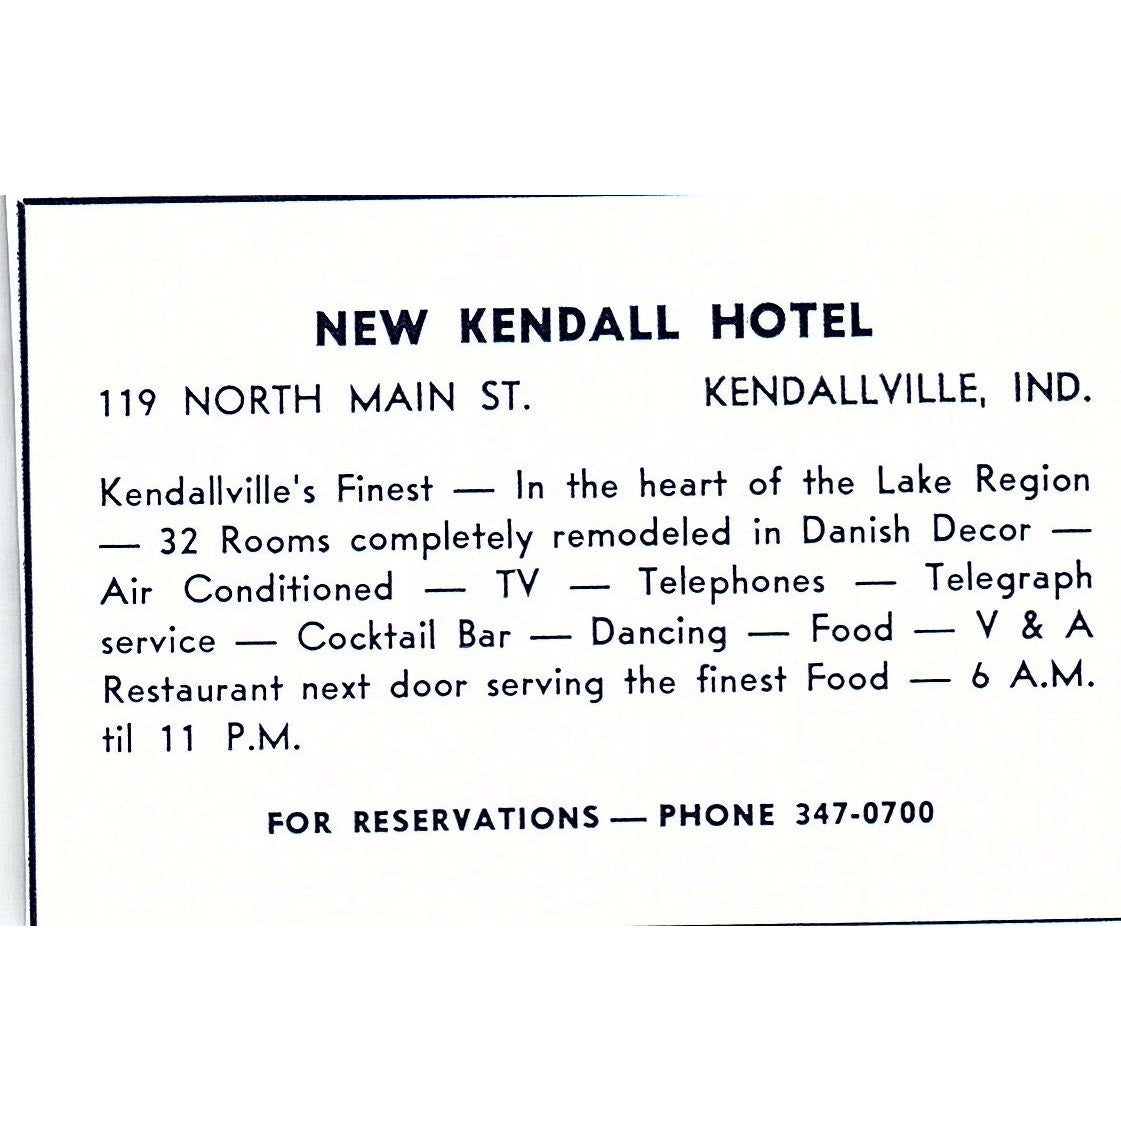 NEW KENDALL HOTEL
119 NORTH MAIN ST. KENDALLVILLE, IND.
Kendallville's Finest — In the heart of the Lake Region
— 32 Rooms completely remodeled in Danish Decor —
Air Conditioned — TV — Telephones — Telegraph
service — Cocktail Bar — Dancing — Food — V & A
Restaurant next door serving the finest Food — 6 A.M.
til 11 P.M.
FOR RESERVATIONS — PHONE 347-0700